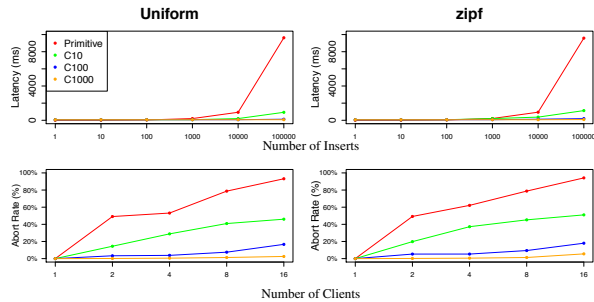 Uniform
zipf
Latency (ms)
0 4000 8000
Primitive
C10
C100
C1000
1 10 100 1000 10000 100000
Latency (ms)
0 4000 8000
1 10 100 1000 10000 100000
Number of Inserts
Abort Rate (%)
100%
80%
60%
40%
20%
0%
1 2 4 8 16
Abort Rate (%)
100%
80%
60%
40%
20%
0%
1 2 4 8 16
Number of Clients